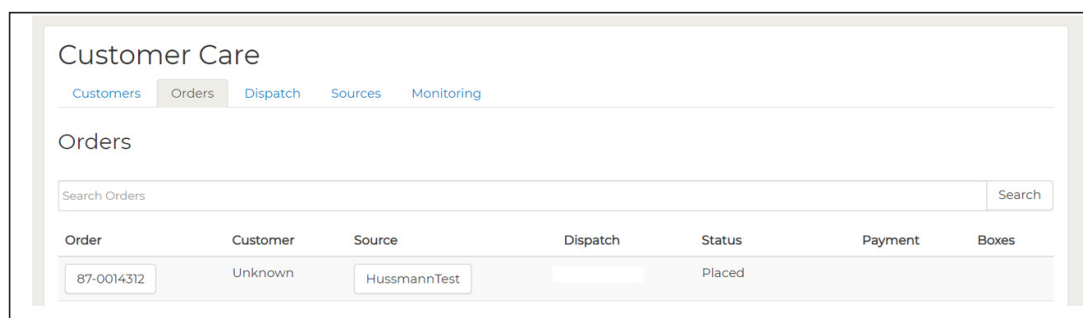 Customer Care
Customers Orders Dispatch Sources Monitoring
Orders
Search Orders Search
Order Customer Source Dispatch Status Payment Boxes
87-0014312 Unknown HussmannTest Placed